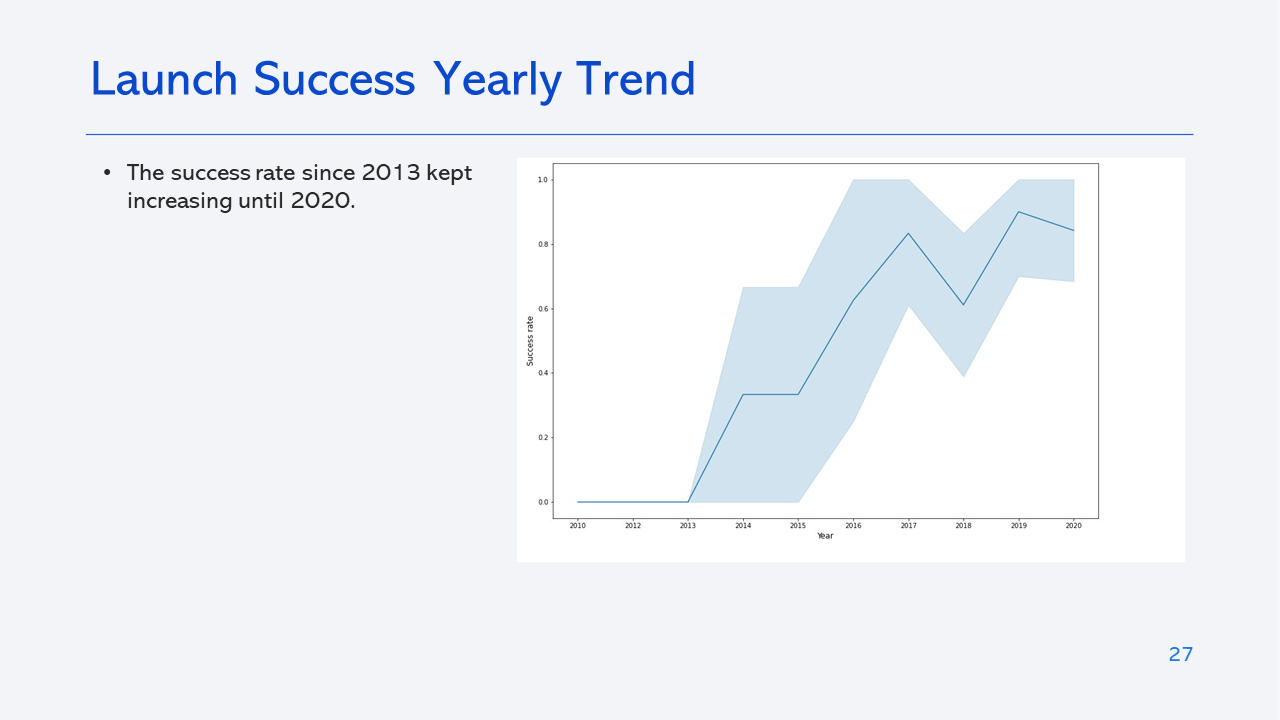 Launch Success Yearly Trend
• The success rate since 2013 kept
increasing until 2020.
1.0
0.8
0.6
0.4
0.2
0.0
Success rate
2010 2012 2013 2014 2015 2016 2017 2018 2019 2020
Year
27